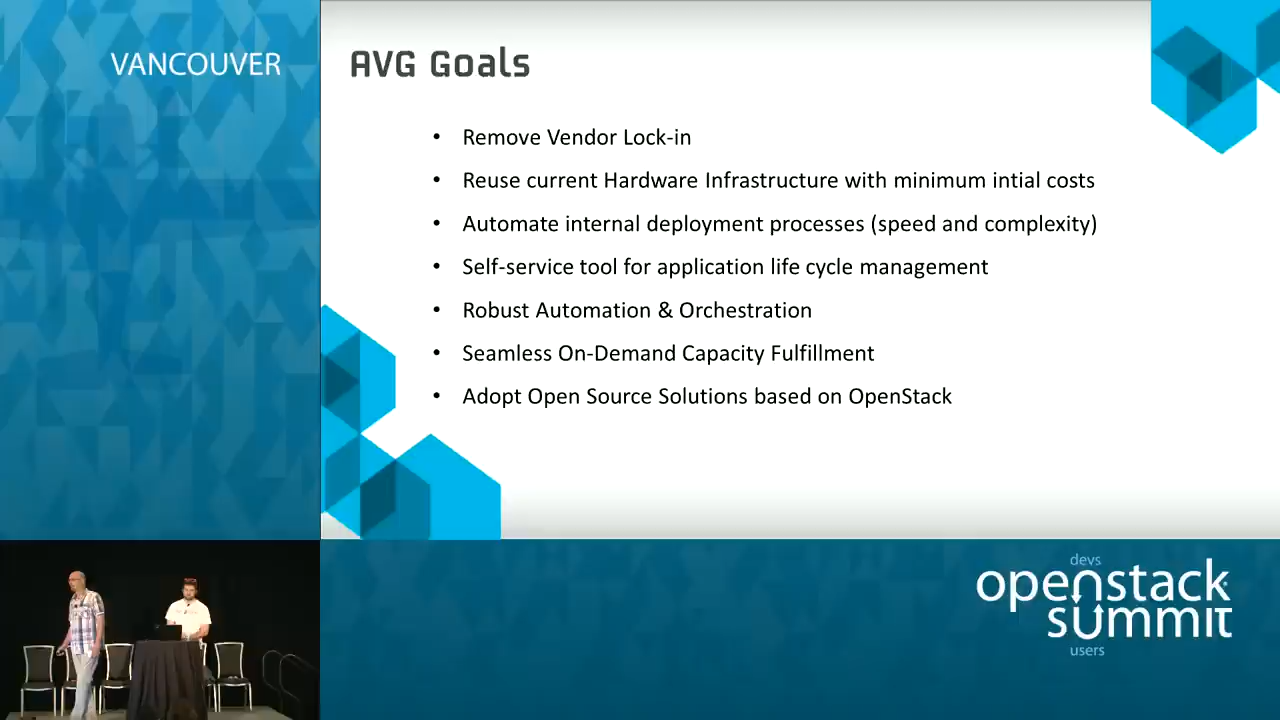 VANCOUVER
AVG Goals
• Remove Vendor Lock-in
• Reuse current Hardware Infrastructure with minimum intial costs
• Automate internal deployment processes (speed and complexity)
• Self-service tool for application life cycle management
• Robust Automation & Orchestration
• Seamless On-Demand Capacity Fulfillment
• Adopt Open Source Solutions based on OpenStack
devs
openstack
summit
users